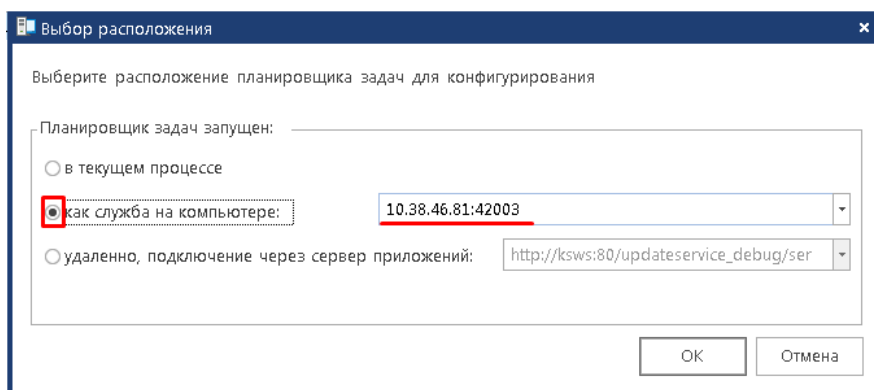 Выбор расположения
Выберите расположение планировщика задач для конфигурирования
Планировщик задач запущен:
в текущем процессе
как служба на компьютере: 10.38.46.81:42003
удаленно, подключение через сервер приложений: http://ksws:80/updateservice_debug/ser
OK Отмена